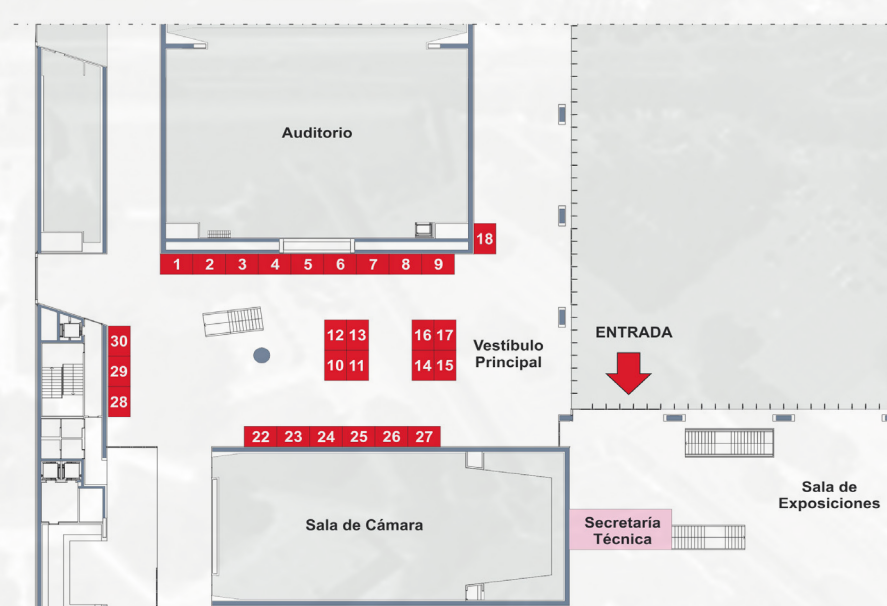 Auditorio
18
1 2 3 4 5 6 7 8 9
12 13
16 17
10 11
14 15
Vestíbulo
Principal
ENTRADA
30
29
28
22 23 24 25 26 27
Sala de Cámara
Secretaría
Técnica
Sala de
Exposiciones